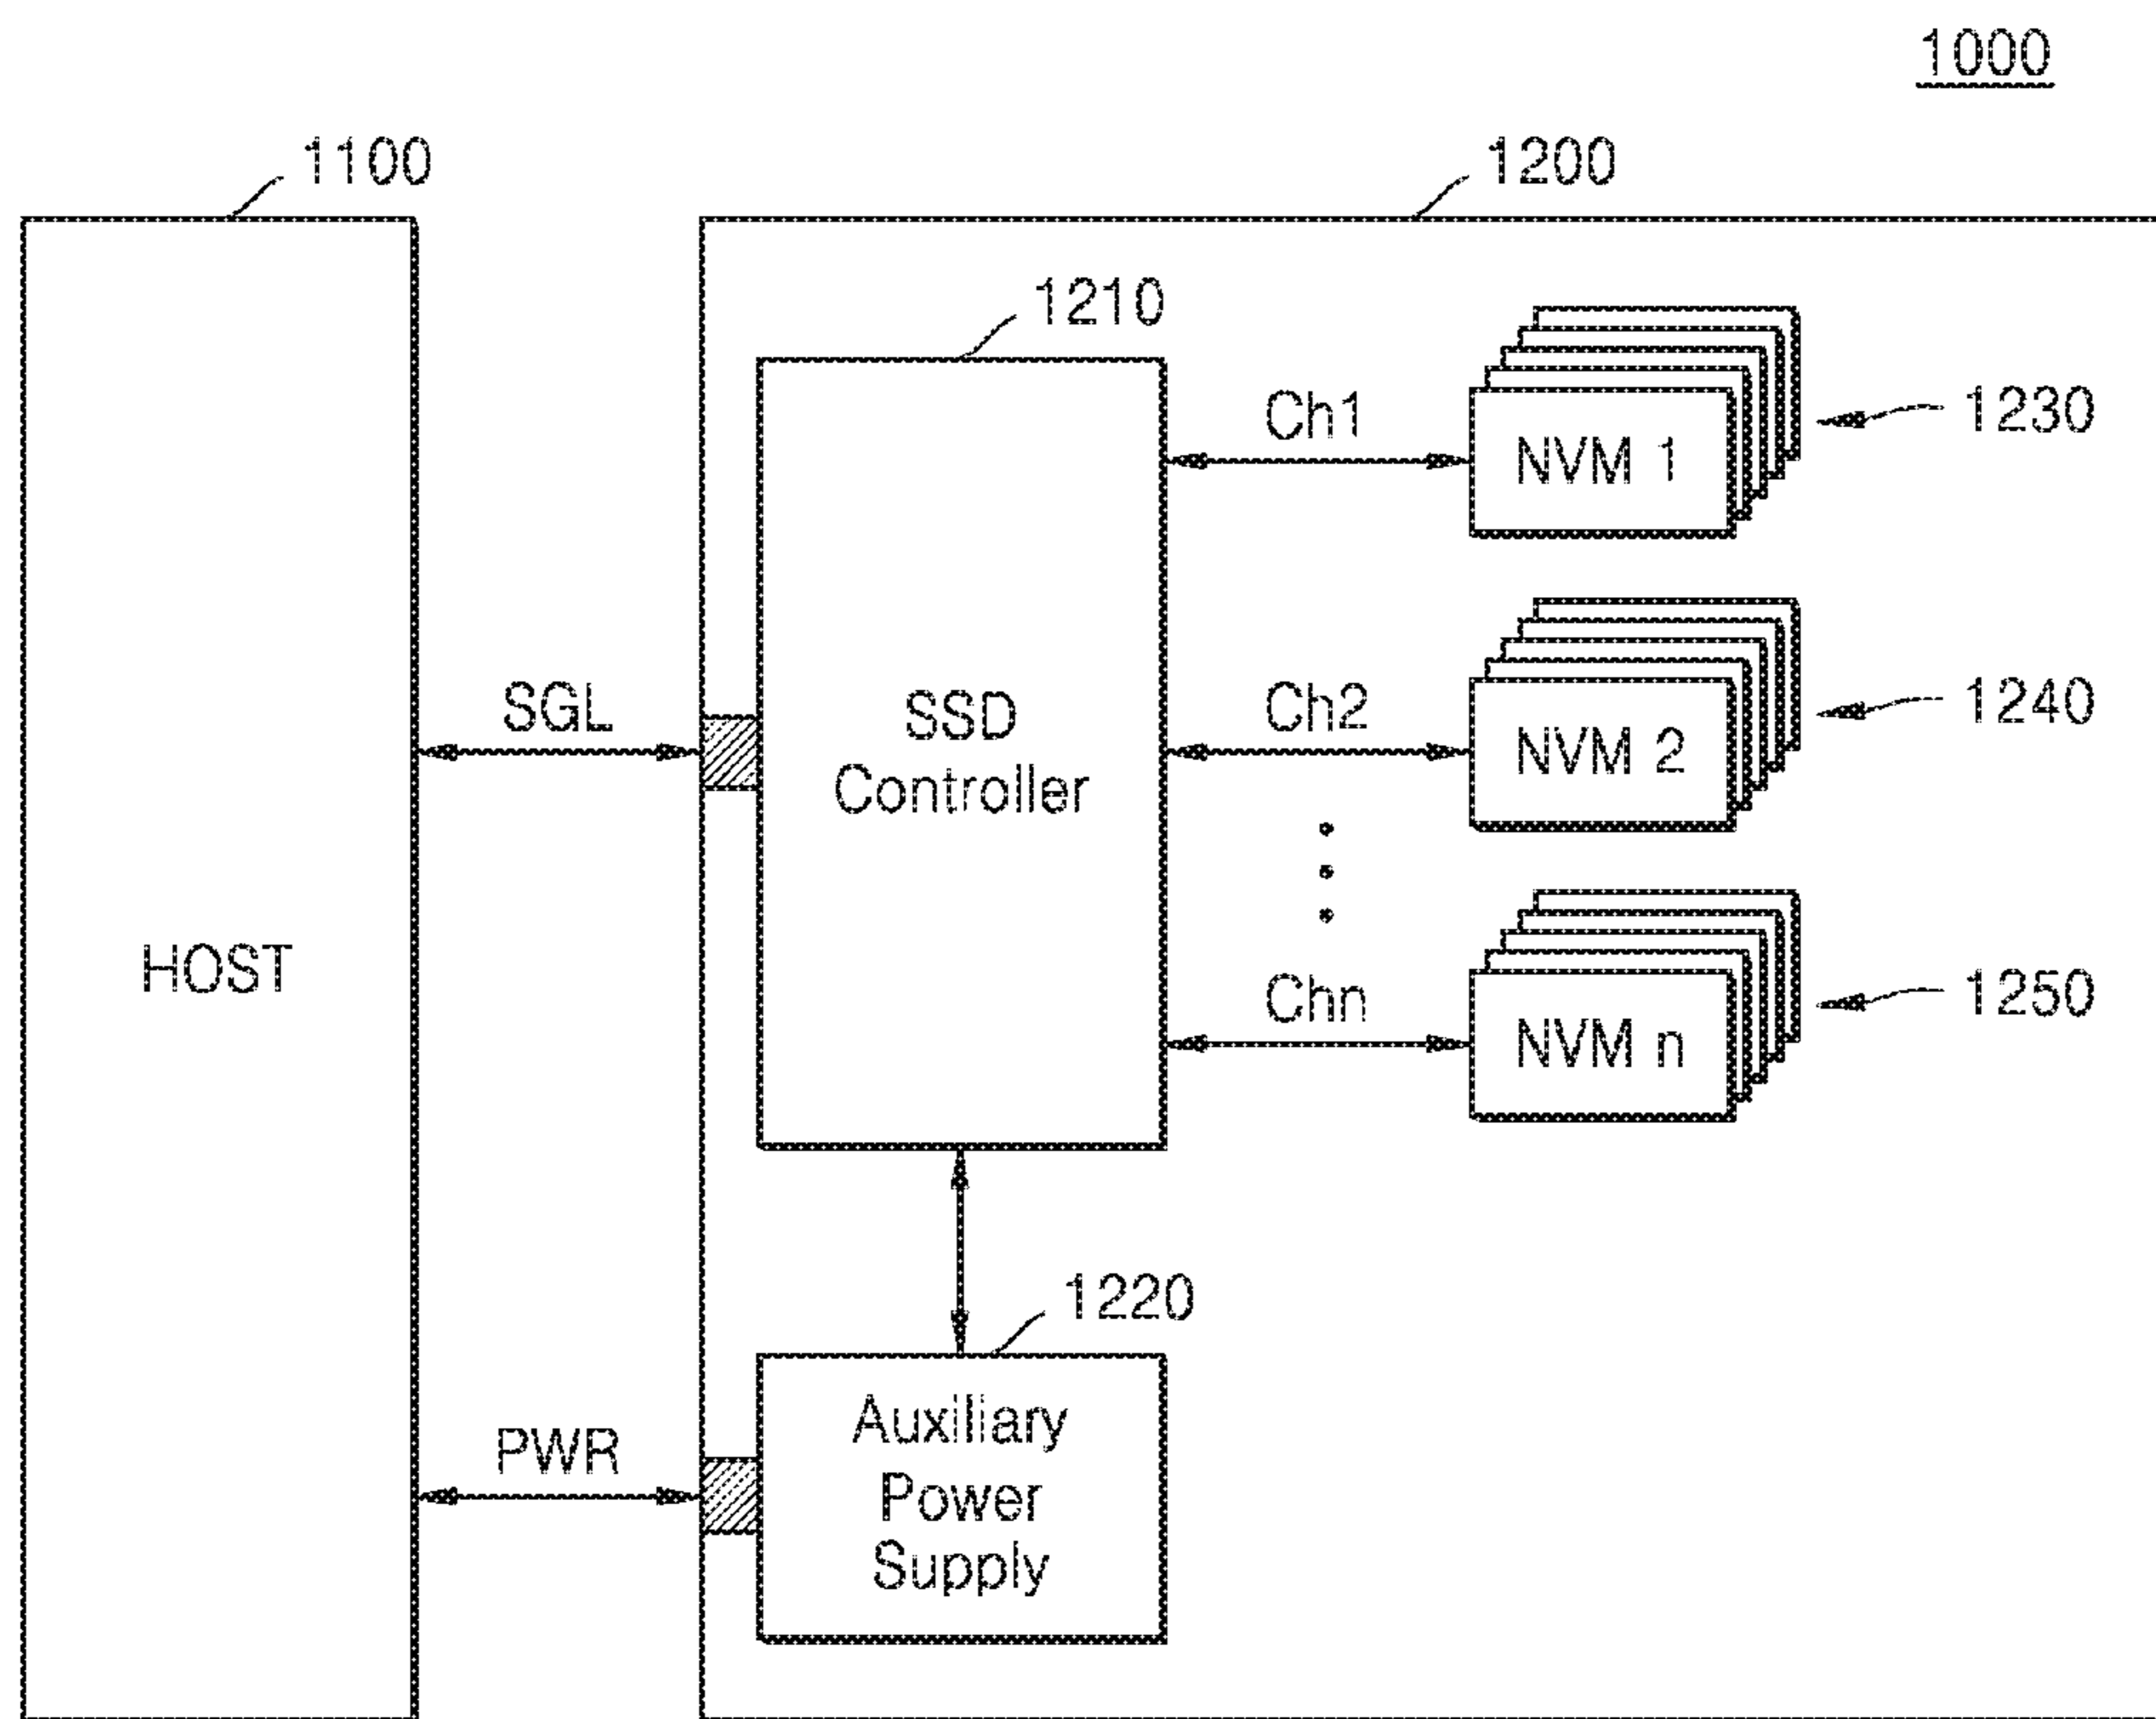 1000
1100
1200
1210
Ch1
NVM 1
1230
SGL
SSD
Controller
Ch2
NVM 2
1240
HOST
Chn
NVM n
1250
1220
PWR
Auxiliary
Power
Supply